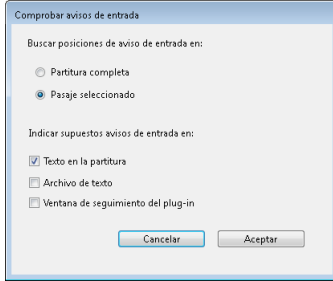 Comprobar avisos de entrada
Buscar posiciones de aviso de entrada en:
Partitura completa
Pasaje seleccionado
Indicar supuestos avisos de entrada en:
Texto en la partitura
Archivo de texto
Ventana de seguimiento del plug-in
Cancelar Aceptar